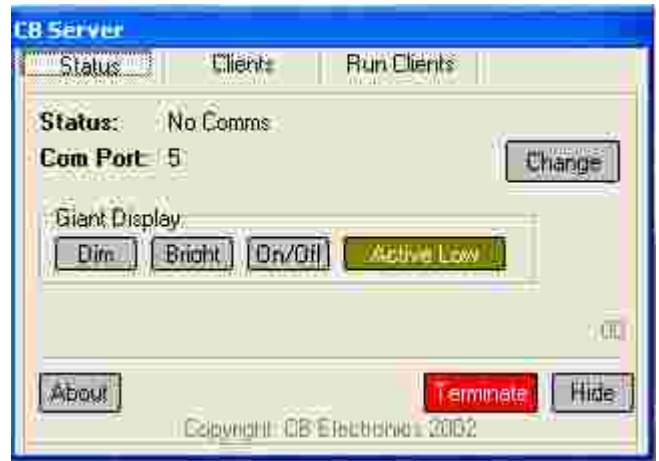 CB Server
Status Clients Run Clients
Status: No Comms
Com Port: 5
Change
Giant Display
Dim Bright On/Off Active Low
00
About Terminate Hide
Copyright CB Electronics 2002